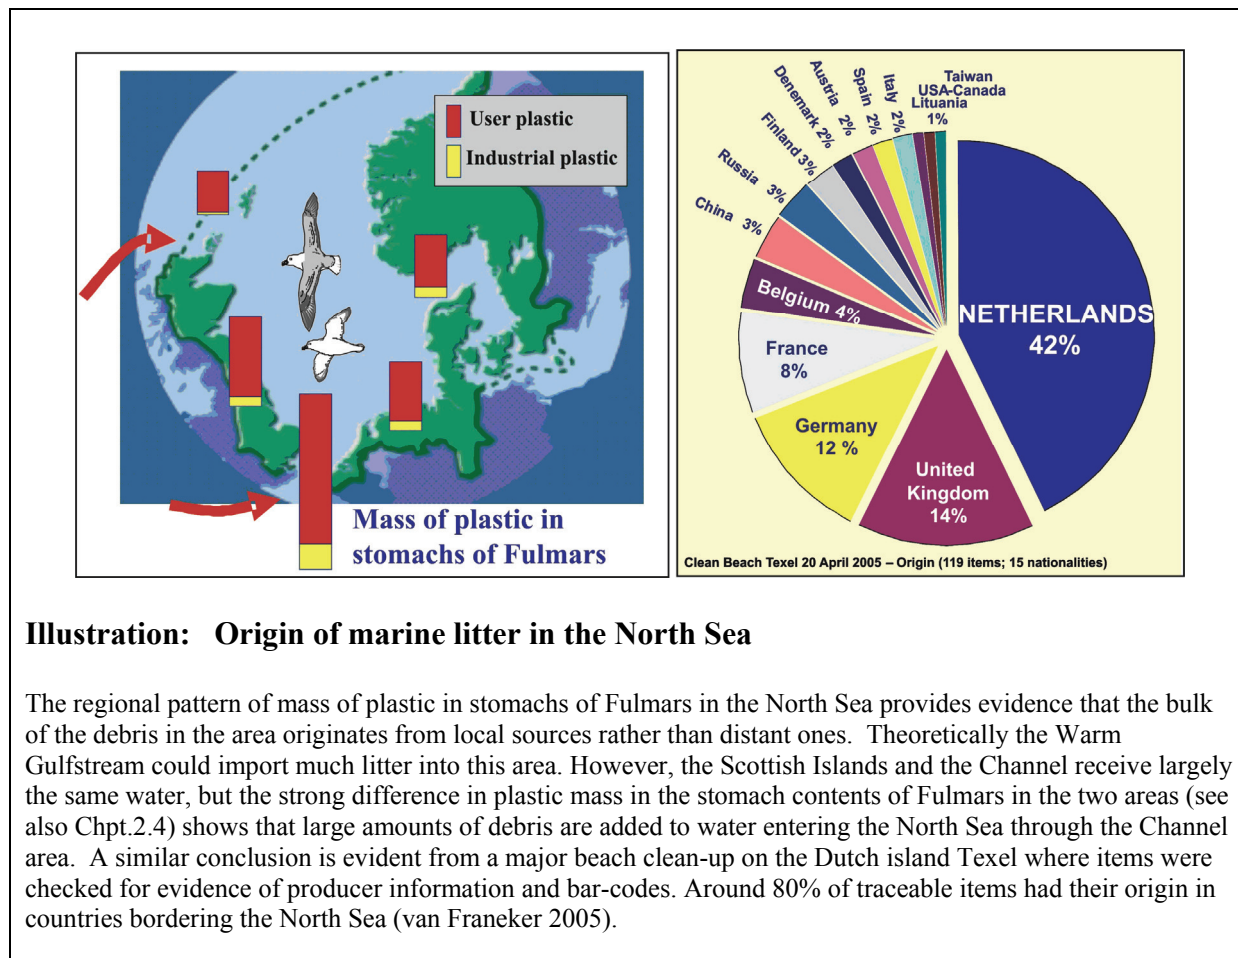 User plastic
Industrial plastic
Mass of plastic in
stomachs of Fulmars
Taiwan
USA-Canada
Lituania
1%
Italy 2%
Spain 2%
Austria 2%
Denemark 2%
Finland 3%
Russia 3%
China 3%
Belgium 4%
France
8%
Germany
12 %
United
Kingdom
14%
NETHERLANDS
42%
Clean Beach Texel 20 April 2005 – Origin (119 items; 15 nationalities)
Illustration: Origin of marine litter in the North Sea
The regional pattern of mass of plastic in stomachs of Fulmars in the North Sea provides evidence that the bulk
of the debris in the area originates from local sources rather than distant ones. Theoretically the Warm
Gulfstream could import much litter into this area. However, the Scottish Islands and the Channel receive largely
the same water, but the strong difference in plastic mass in the stomach contents of Fulmars in the two areas (see
also Chpt.2.4) shows that large amounts of debris are added to water entering the North Sea through the Channel
area. A similar conclusion is evident from a major beach clean-up on the Dutch island Texel where items were
checked for evidence of producer information and bar-codes. Around 80% of traceable items had their origin in
countries bordering the North Sea (van Franeker 2005).